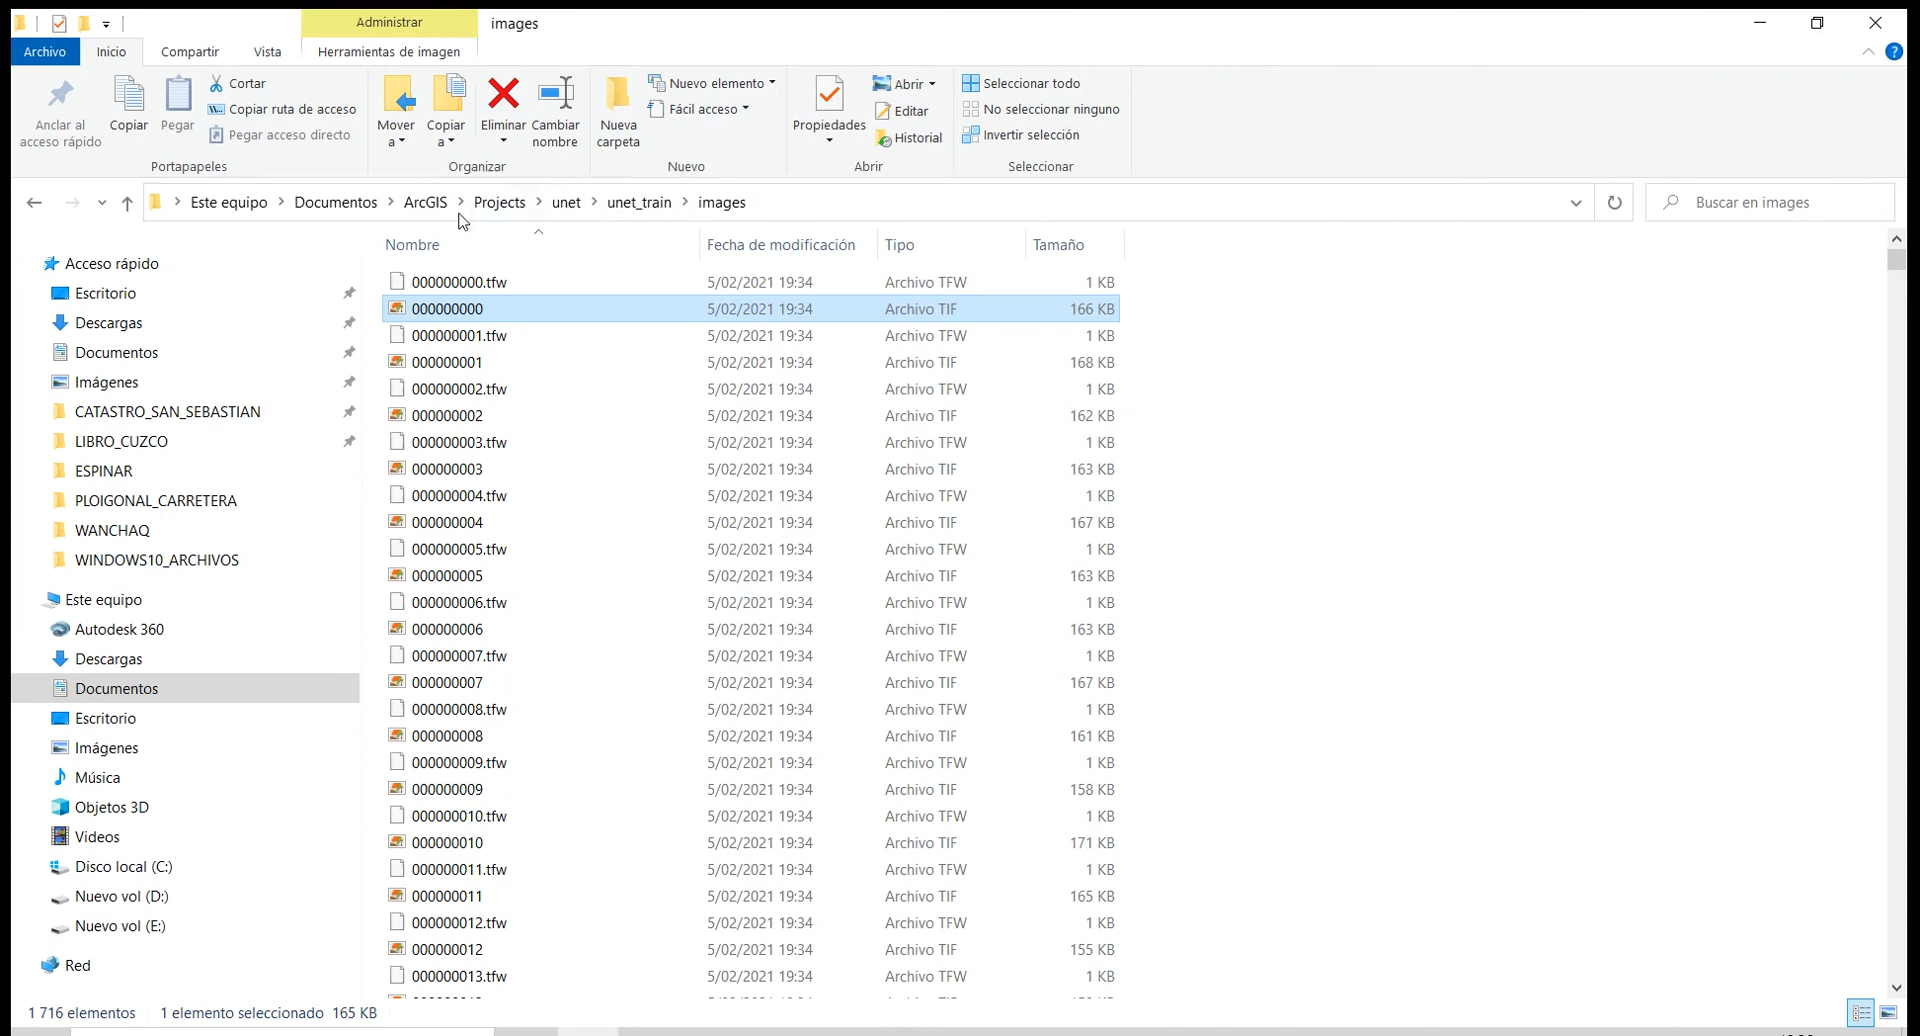 Administrar
images
Archivo
Inicio
Compartir
Vista
Herramientas de imagen
Anclar al
acceso rápido
Copiar
Pegar
Cortar
Copiar ruta de acceso
Pegar acceso directo
Portapapeles
Mover
a
Copiar
a
Eliminar
Cambiar
nombre
Organizar
Nueva
carpeta
Nuevo elemento
Fácil acceso
Nuevo
Propiedades
Abrir
Editar
Historial
Abrir
Seleccionar todo
No seleccionar ninguno
Invertir selección
Seleccionar
Este equipo > Documentos > ArcGIS > Projects > unet > unet_train > images
Buscar en images
Acceso rápido
Escritorio
Descargas
Documentos
Imágenes
CATASTRO_SAN_SEBASTIAN
LIBRO_CUZCO
ESPINAR
PLOIGONAL_CARRETERA
WANCHAQ
WINDOWS10_ARCHIVOS
Este equipo
Autodesk 360
Descargas
Documentos
Escritorio
Imágenes
Música
Objetos 3D
Videos
Disco local (C:)
Nuevo vol (D:)
Nuevo vol (E:)
Red
Nombre Fecha de modificación Tipo Tamaño
000000000.tfw 5/02/2021 19:34 Archivo TFW 1 KB
000000000 5/02/2021 19:34 Archivo TIF 166 KB
000000001.tfw 5/02/2021 19:34 Archivo TFW 1 KB
000000001 5/02/2021 19:34 Archivo TIF 168 KB
000000002.tfw 5/02/2021 19:34 Archivo TFW 1 KB
000000002 5/02/2021 19:34 Archivo TIF 162 KB
000000003.tfw 5/02/2021 19:34 Archivo TFW 1 KB
000000003 5/02/2021 19:34 Archivo TIF 163 KB
000000004.tfw 5/02/2021 19:34 Archivo TFW 1 KB
000000004 5/02/2021 19:34 Archivo TIF 167 KB
000000005.tfw 5/02/2021 19:34 Archivo TFW 1 KB
000000005 5/02/2021 19:34 Archivo TIF 163 KB
000000006.tfw 5/02/2021 19:34 Archivo TFW 1 KB
000000006 5/02/2021 19:34 Archivo TIF 163 KB
000000007.tfw 5/02/2021 19:34 Archivo TFW 1 KB
000000007 5/02/2021 19:34 Archivo TIF 167 KB
000000008.tfw 5/02/2021 19:34 Archivo TFW 1 KB
000000008 5/02/2021 19:34 Archivo TIF 161 KB
000000009.tfw 5/02/2021 19:34 Archivo TFW 1 KB
000000009 5/02/2021 19:34 Archivo TIF 158 KB
000000010.tfw 5/02/2021 19:34 Archivo TFW 1 KB
000000010 5/02/2021 19:34 Archivo TIF 171 KB
000000011.tfw 5/02/2021 19:34 Archivo TFW 1 KB
000000011 5/02/2021 19:34 Archivo TIF 165 KB
000000012.tfw 5/02/2021 19:34 Archivo TFW 1 KB
000000012 5/02/2021 19:34 Archivo TIF 155 KB
000000013.tfw 5/02/2021 19:34 Archivo TFW 1 KB
1 716 elementos 1 elemento seleccionado 165 KB